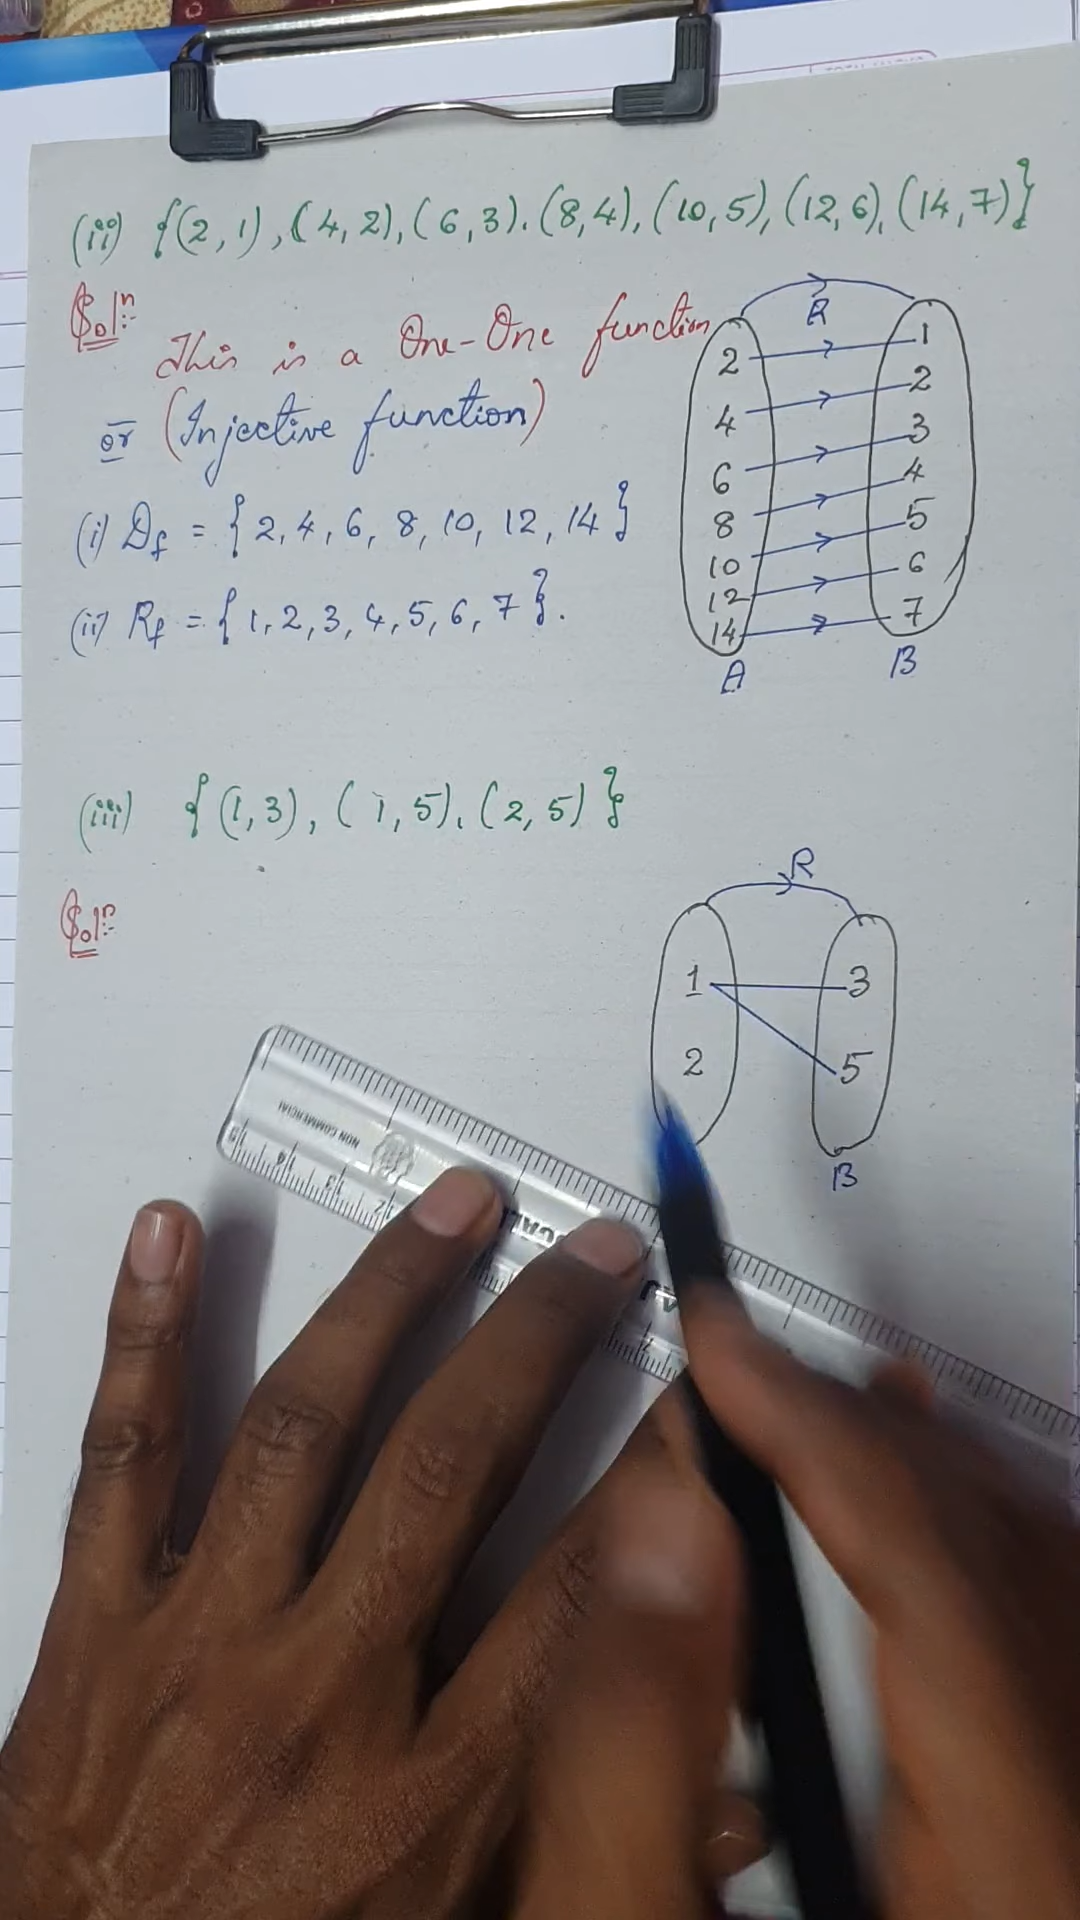 (ii) {(2,1),(4,2),(6,3).(8,4),(10,5),(12,6),(14,7)}
Soln:-
This is a One-One function
or (Injective function)
(i) Df = {2,4,6,8,10,12,14}
(ii) Rf = {1,2,3,4,5,6,7}.
R
2 1
4 2
6 3
8 4
10 5
12 6
14 7
A B
(iii) {(1,3),(1,5),(2,5)}
Soln:-
R
1 3
2 5
B
NON COMMERCIAL